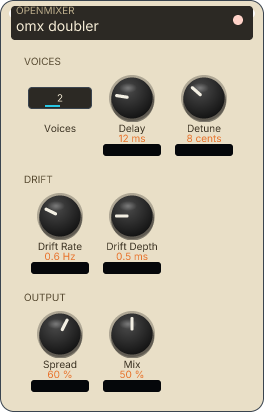 OPENMIXER
omx doubler
VOICES
2
Voices
Delay
12 ms
Detune
8 cents
DRIFT
Drift Rate
0.6 Hz
Drift Depth
0.5 ms
OUTPUT
Spread
60 %
Mix
50 %